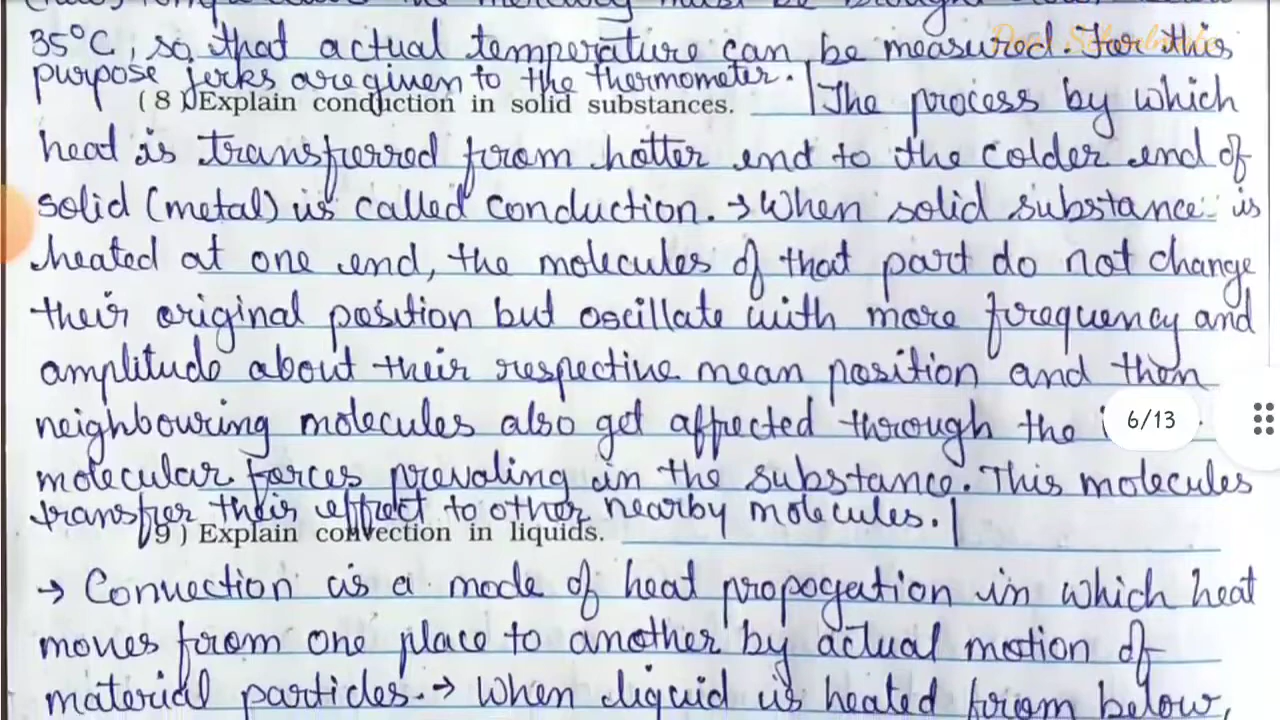 35°C, so that actual temperature can be measured. For this
purpose jerks are given to the thermometer.
(8) Explain conduction in solid substances. The process by which
heat is transferred from hotter end to the colder end of
solid (metal) is called conduction. → When solid substance is
heated at one end, the molecules of that part do not change
their original position but oscillate with more frequency and
amplitude about their respective mean position and then
neighbouring molecules also get affected through the
6/13
molecular forces prevaling in the substance. This molecules
transfer their effect to other nearby molecules.
(9) Explain convection in liquids.
→ Convection is a mode of heat propogation in which heat
moves from one place to another by actual motion of
material particles. → When liquid is heated from below,